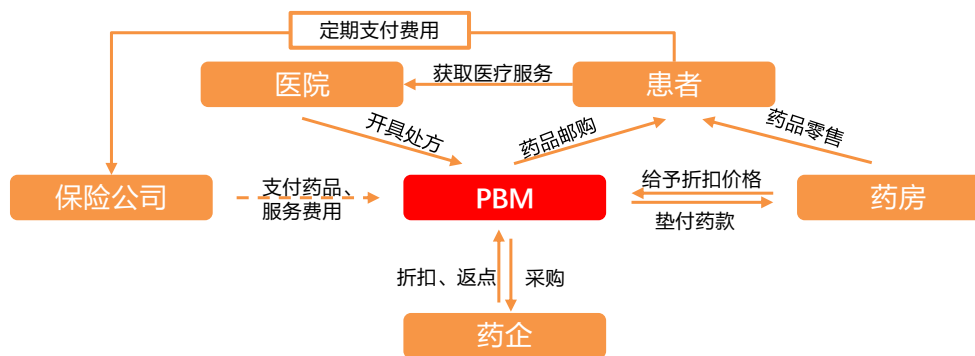 定期支付费用
医院
获取医疗服务
患者
开具处方
药品邮购
药品零售
保险公司
支付药品、
服务费用
PBM
给予折扣价格
垫付药款
药房
折扣、返点
采购
药企